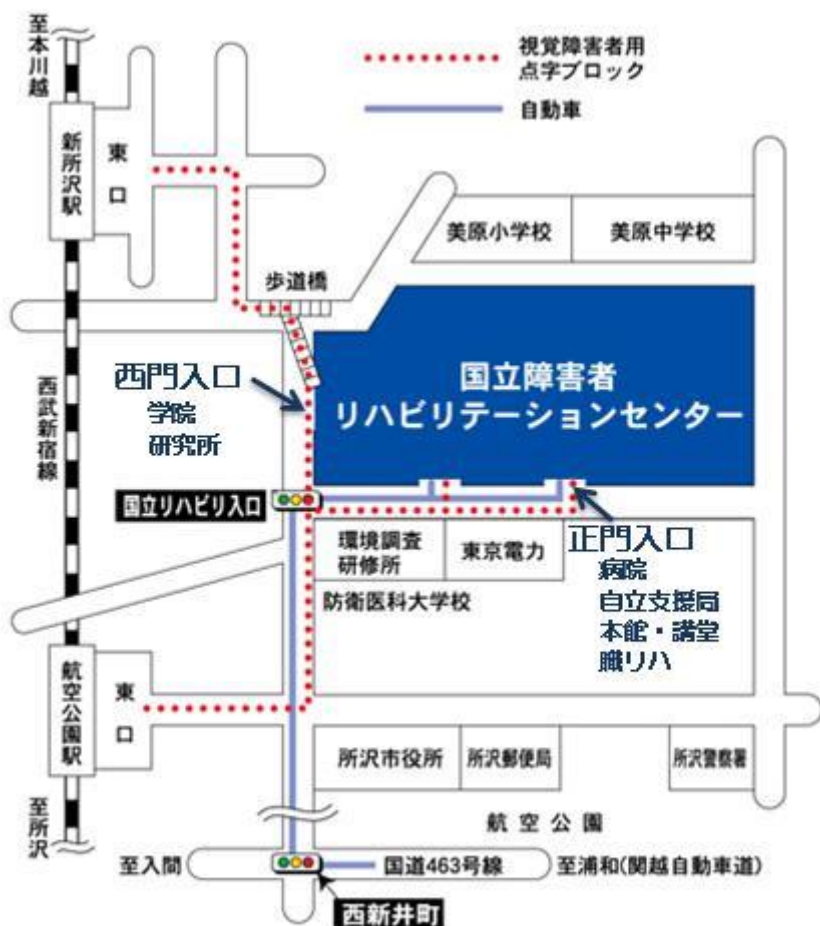 至本川越
視覚障害者用
点字ブロック
自動車
新所沢駅
東口
美原小学校
美原中学校
歩道橋
西門入口
学院
研究所
国立障害者
リハビリテーションセンター
西武新宿線
国立リハビリ入口
環境調査
研修所
東京電力
正門入口
病院
自立支援局
本館・講堂
職リハ
防衛医科大学校
航空公園駅
東口
所沢市役所
所沢郵便局
所沢警察署
至所沢
航空公園
至入間
国道463号線
至浦和(関越自動車道)
西新井町